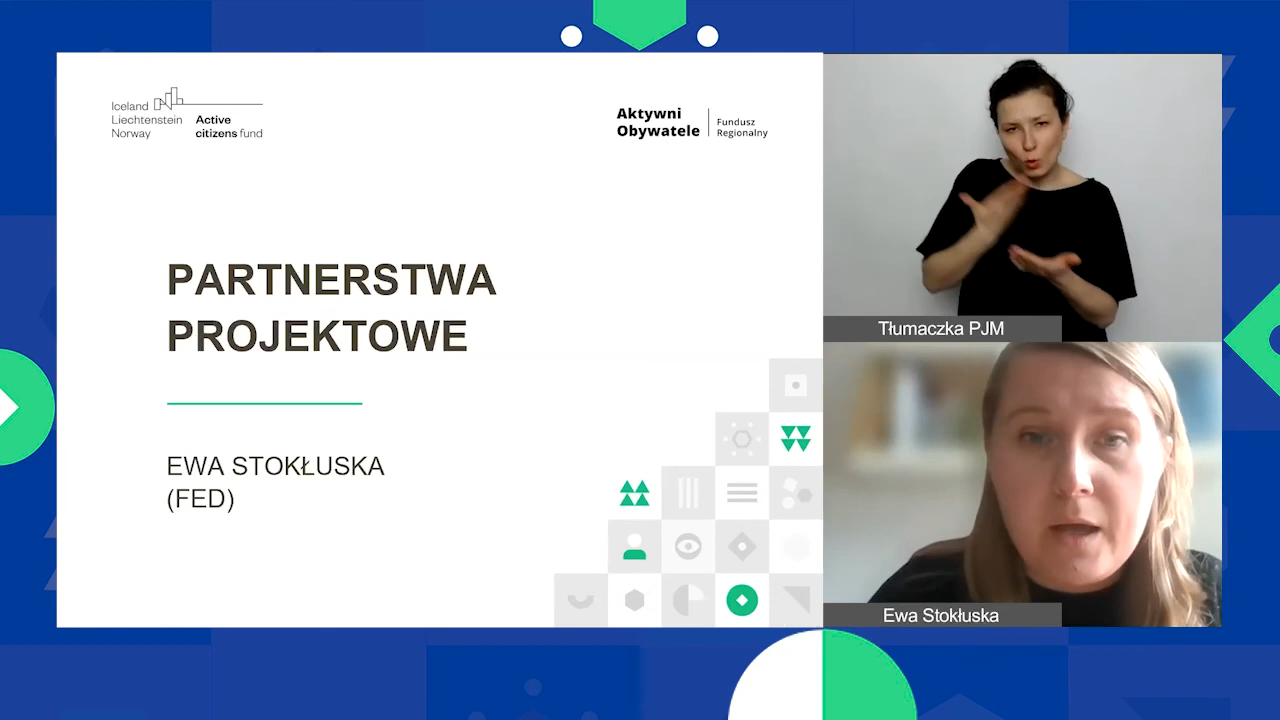 Iceland
Liechtenstein
Norway
Active
citizens fund
Aktywni
Obywatele
Fundusz
Regionalny
PARTNERSTWA
PROJEKTOWE
EWA STOKŁUSKA
(FED)
Tłumaczka PJM
Ewa Stokłuska